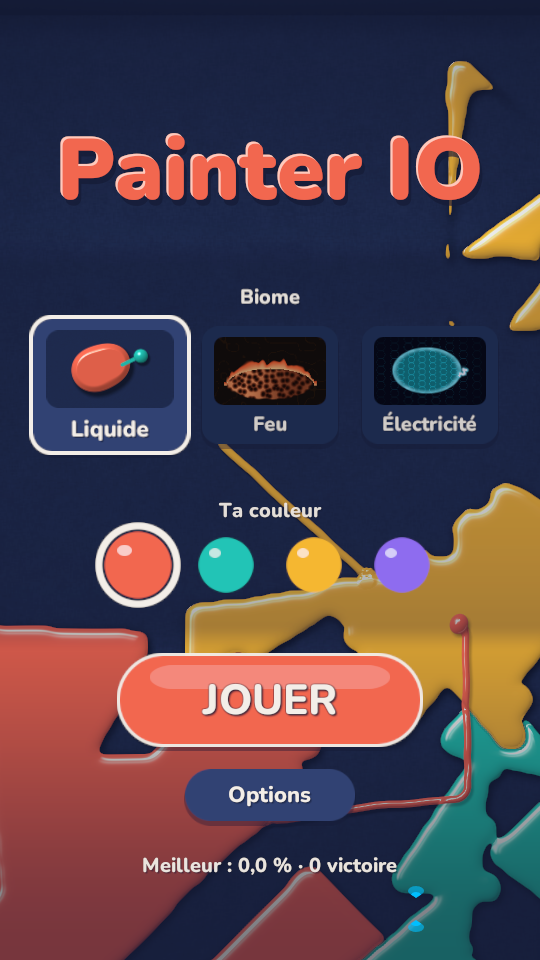 Painter IO
Biome
Liquide
Feu
Électricité
Ta couleur
JOUER
Options
Meilleur : 0,0 % · 0 victoire